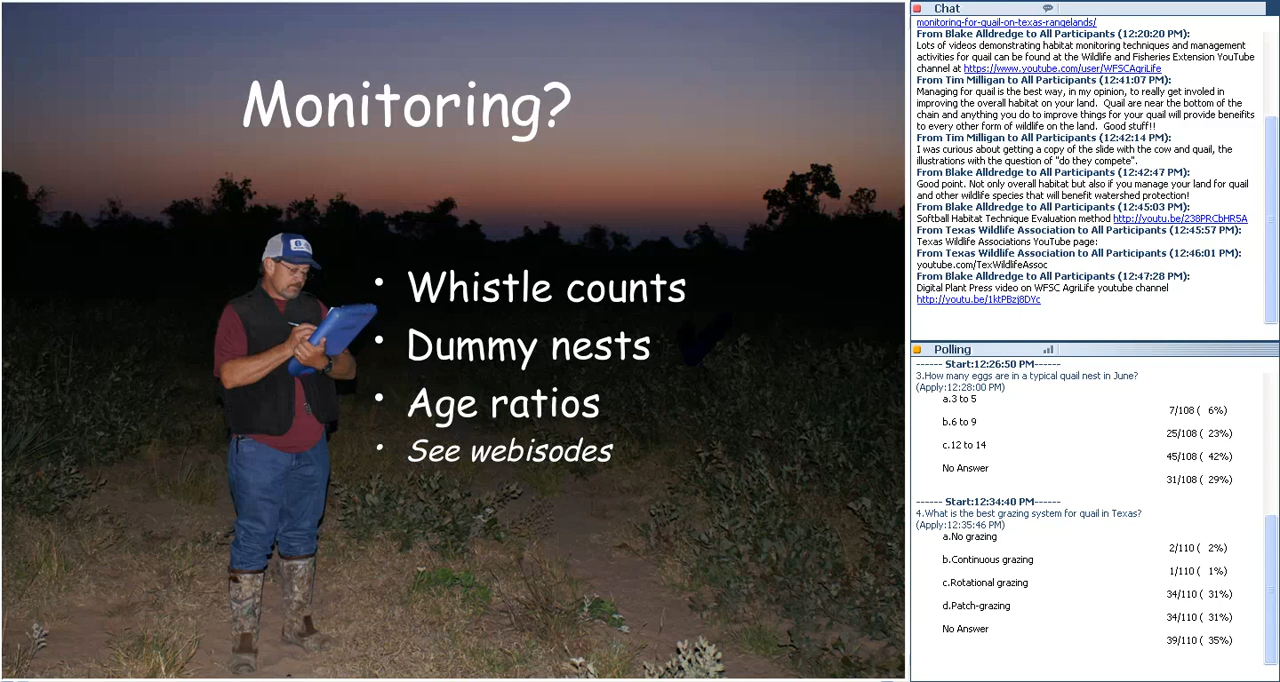 Monitoring?
• Whistle counts
• Dummy nests
• Age ratios
• See webisodes
Chat
monitoring-for-quail-on-texas-rangelands/
From Blake Alldredge to All Participants (12:20:20 PM):
Lots of videos demonstrating habitat monitoring techniques and management
activities for quail can be found at the Wildlife and Fisheries Extension YouTube
channel at https://www.youtube.com/user/WFSCAgriLife
From Tim Milligan to All Participants (12:41:07 PM):
Managing for quail is the best way, in my opinion, to really get involed in
improving the overall habitat on your land. Quail are near the bottom of the
chain and anything you do to improve things for your quail will provide beneifits
to every other form of wildlife on the land. Good stuff!!
From Tim Milligan to All Participants (12:42:14 PM):
I was curious about getting a copy of the slide with the cow and quail, the
illustrations with the question of "do they compete".
From Blake Alldredge to All Participants (12:42:47 PM):
Good point. Not only overall habitat but also if you manage your land for quail
and other wildlife species that will benefit watershed protection!
From Blake Alldredge to All Participants (12:45:03 PM):
Softball Habitat Technique Evaluation method http://youtu.be/238PRCbHR5A
From Texas Wildlife Association to All Participants (12:45:57 PM):
Texas Wildlife Associations YouTube page:
From Texas Wildlife Association to All Participants (12:46:01 PM):
youtube.com/TexWildlifeAssoc
From Blake Alldredge to All Participants (12:47:28 PM):
Digital Plant Press video on WFSC AgriLife youtube channel
http://youtu.be/1ktPBzj8DYc
Polling
------ Start:12:26:50 PM------
3.How many eggs are in a typical quail nest in June?
(Apply:12:28:00 PM)
a.3 to 5
7/108 ( 6%)
b.6 to 9
25/108 ( 23%)
c.12 to 14
45/108 ( 42%)
No Answer
31/108 ( 29%)
------ Start:12:34:40 PM------
4.What is the best grazing system for quail in Texas?
(Apply:12:35:46 PM)
a.No grazing
2/110 ( 2%)
b.Continuous grazing
1/110 ( 1%)
c.Rotational grazing
34/110 ( 31%)
d.Patch-grazing
34/110 ( 31%)
No Answer
39/110 ( 35%)